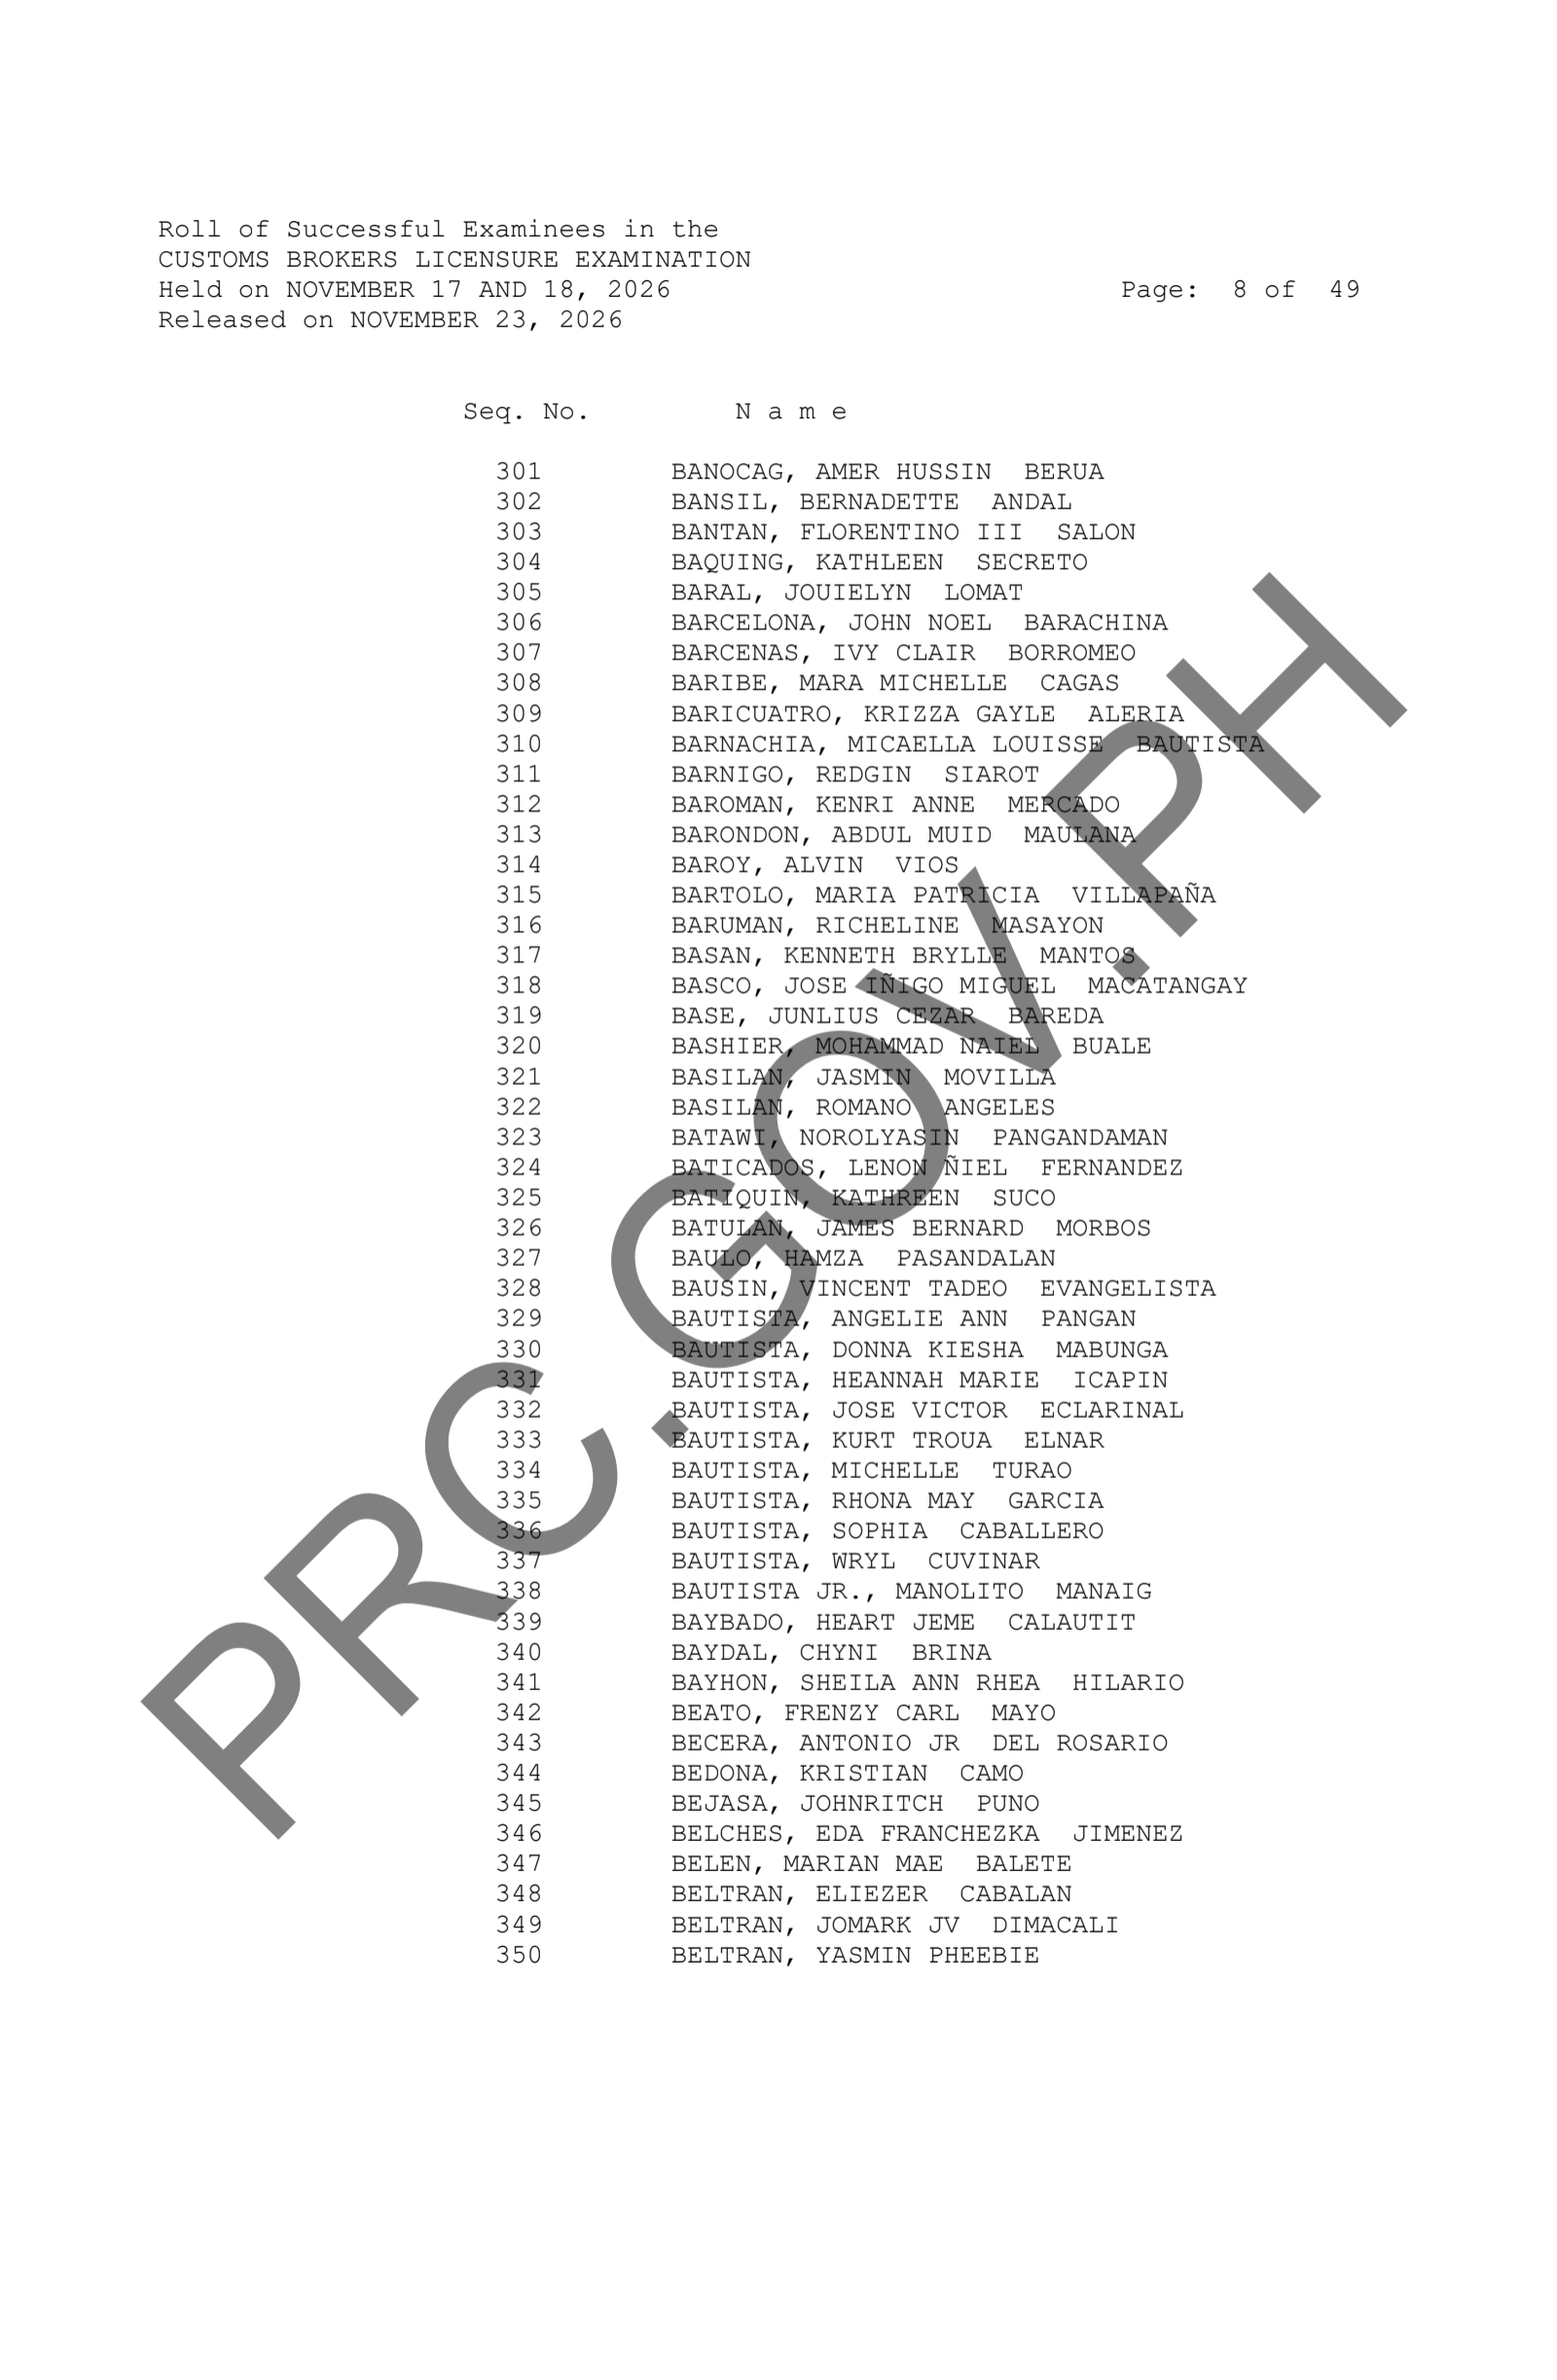 Roll of Successful Examinees in the
CUSTOMS BROKERS LICENSURE EXAMINATION
Held on NOVEMBER 17 AND 18, 2026 Page: 8 of 49
Released on NOVEMBER 23, 2026
Seq. No. N a m e
301 BANOCAG, AMER HUSSIN BERUA
302 BANSIL, BERNADETTE ANDAL
303 BANTAN, FLORENTINO III SALON
304 BAQUING, KATHLEEN SECRETO
305 BARAL, JOUIELYN LOMAT
306 BARCELONA, JOHN NOEL BARACHINA
307 BARCENAS, IVY CLAIR BORROMEO
308 BARIBE, MARA MICHELLE CAGAS
309 BARICUATRO, KRIZZA GAYLE ALERIA
310 BARNACHIA, MICAELLA LOUISSE BAUTISTA
311 BARNIGO, REDGIN SIAROT
312 BAROMAN, KENRI ANNE MERCADO
313 BARONDON, ABDUL MUID MAULANA
314 BAROY, ALVIN VIOS
315 BARTOLO, MARIA PATRICIA VILLAPAÑA
316 BARUMAN, RICHELINE MASAYON
317 BASAN, KENNETH BRYLLE MANTOS
318 BASCO, JOSE IÑIGO MIGUEL MACATANGAY
319 BASE, JUNLIUS CEZAR BAREDA
320 BASHIER, MOHAMMAD NAIEL BUALE
321 BASILAN, JASMIN MOVILLA
322 BASILAN, ROMANO ANGELES
323 BATAWI, NOROLYASIN PANGANDAMAN
324 BATICADOS, LENON ÑIEL FERNANDEZ
325 BATIQUIN, KATHREEN SUCO
326 BATULAN, JAMES BERNARD MORBOS
327 BAULO, HAMZA PASANDALAN
328 BAUSIN, VINCENT TADEO EVANGELISTA
329 BAUTISTA, ANGELIE ANN PANGAN
330 BAUTISTA, DONNA KIESHA MABUNGA
331 BAUTISTA, HEANNAH MARIE ICAPIN
332 BAUTISTA, JOSE VICTOR ECLARINAL
333 BAUTISTA, KURT TROUA ELNAR
334 BAUTISTA, MICHELLE TURAO
335 BAUTISTA, RHONA MAY GARCIA
336 BAUTISTA, SOPHIA CABALLERO
337 BAUTISTA, WRYL CUVINAR
338 BAUTISTA JR., MANOLITO MANAIG
339 BAYBADO, HEART JEME CALAUTIT
340 BAYDAL, CHYNI BRINA
341 BAYHON, SHEILA ANN RHEA HILARIO
342 BEATO, FRENZY CARL MAYO
343 BECERA, ANTONIO JR DEL ROSARIO
344 BEDONA, KRISTIAN CAMO
345 BEJASA, JOHNRITCH PUNO
346 BELCHES, EDA FRANCHEZKA JIMENEZ
347 BELEN, MARIAN MAE BALETE
348 BELTRAN, ELIEZER CABALAN
349 BELTRAN, JOMARK JV DIMACALI
350 BELTRAN, YASMIN PHEEBIE
PRC.GOV.PH